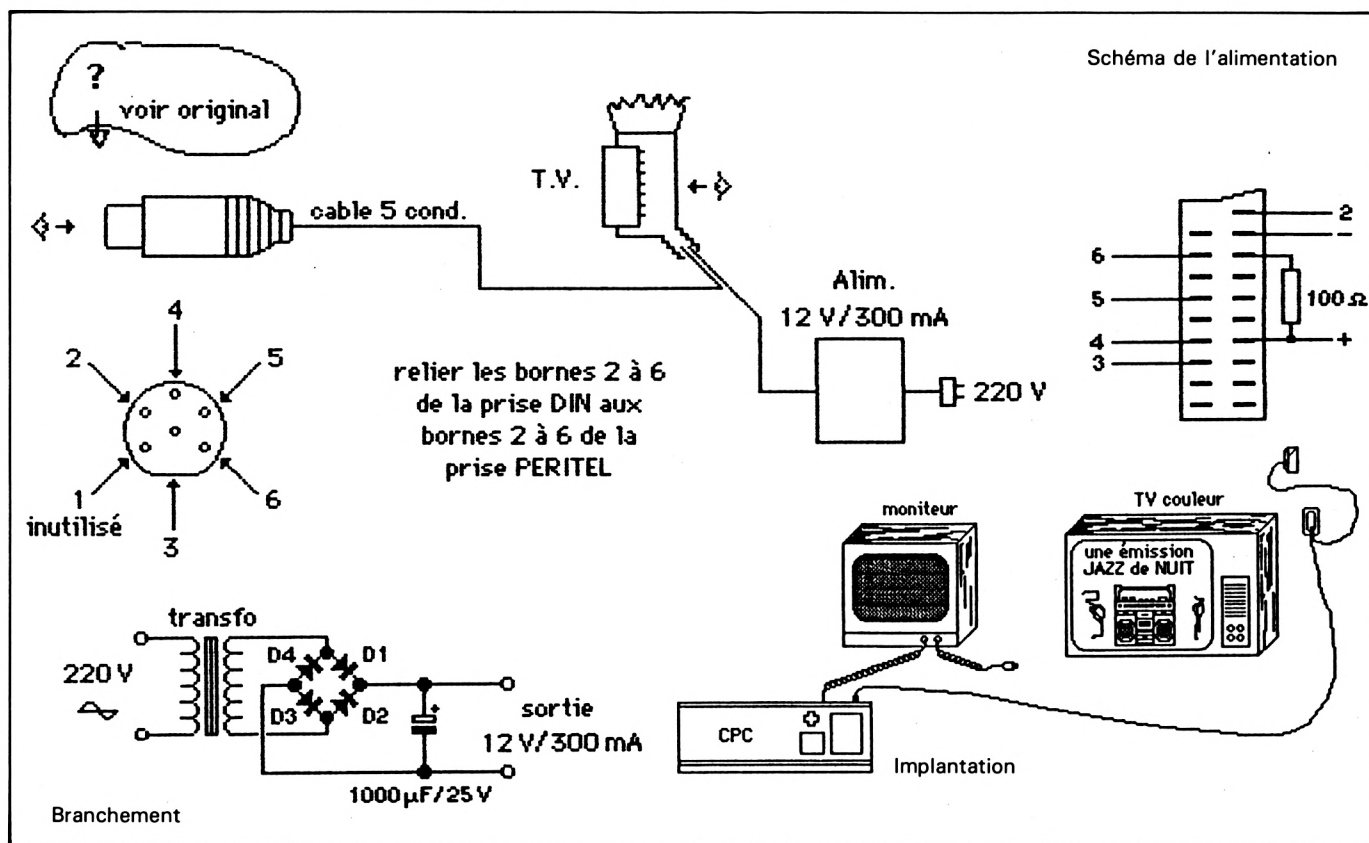 Schéma de l'alimentation
?
voir original
T.V.
cable 5 cond.
Alim.
12 V/300 mA
220 V
2
–
6
5
100 Ω
4
+
3
4
2
5
1
inutilisé
6
3
relier les bornes 2 à 6
de la prise DIN aux
bornes 2 à 6 de la
prise PERITEL
moniteur
TV couleur
une émission
JAZZ de NUIT
transfo
220 V
D4
D1
D3
D2
+
sortie
12 V/300 mA
1000 µF/25 V
CPC
Implantation
Branchement